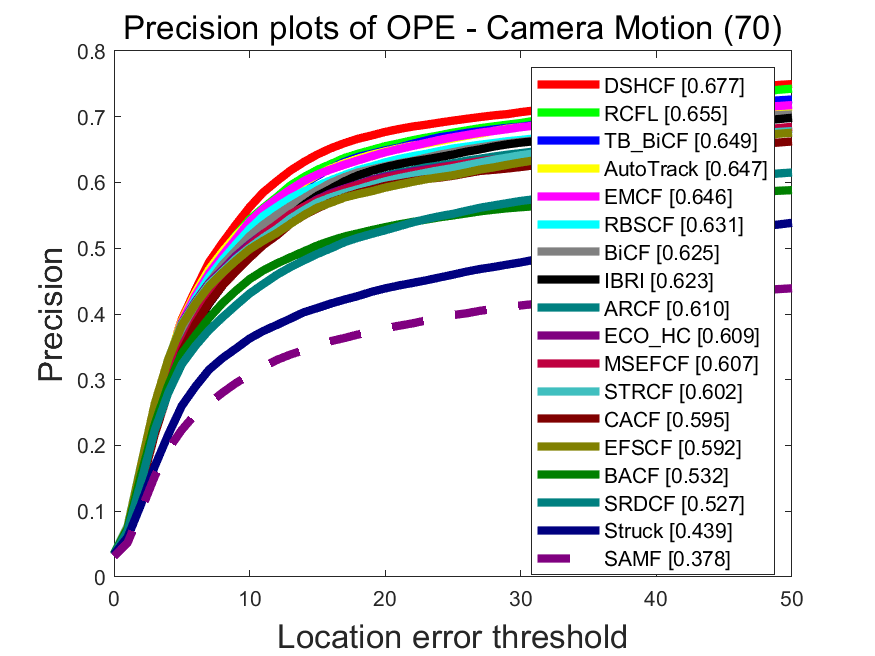 Precision plots of OPE - Camera Motion (70)
0.8
0.7
0.6
0.5
0.4
0.3
0.2
0.1
0
Precision
DSHCF [0.677]
RCFL [0.655]
TB_BiCF [0.649]
AutoTrack [0.647]
EMCF [0.646]
RBSCF [0.631]
BiCF [0.625]
IBRI [0.623]
ARCF [0.610]
ECO_HC [0.609]
MSEFCF [0.607]
STRCF [0.602]
CACF [0.595]
EFSCF [0.592]
BACF [0.532]
SRDCF [0.527]
Struck [0.439]
SAMF [0.378]
0 10 20 30 40 50
Location error threshold